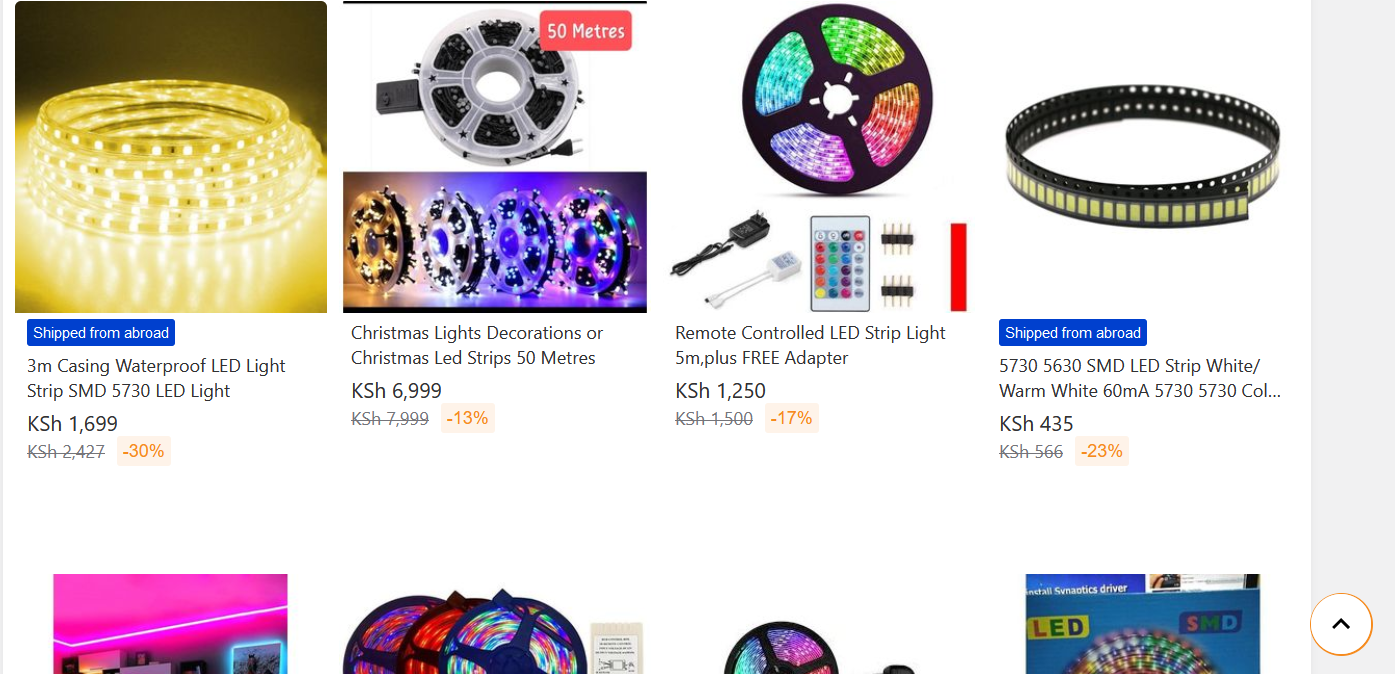 50 Metres
Shipped from abroad
3m Casing Waterproof LED Light
Strip SMD 5730 LED Light
KSh 1,699
KSh 2,427 -30%
Christmas Lights Decorations or
Christmas Led Strips 50 Metres
KSh 6,999
KSh 7,999 -13%
Remote Controlled LED Strip Light
5m,plus FREE Adapter
KSh 1,250
KSh 1,500 -17%
Shipped from abroad
5730 5630 SMD LED Strip White/
Warm White 60mA 5730 5730 Col...
KSh 435
KSh 566 -23%
nstall Synaptics driver
LED
SMD